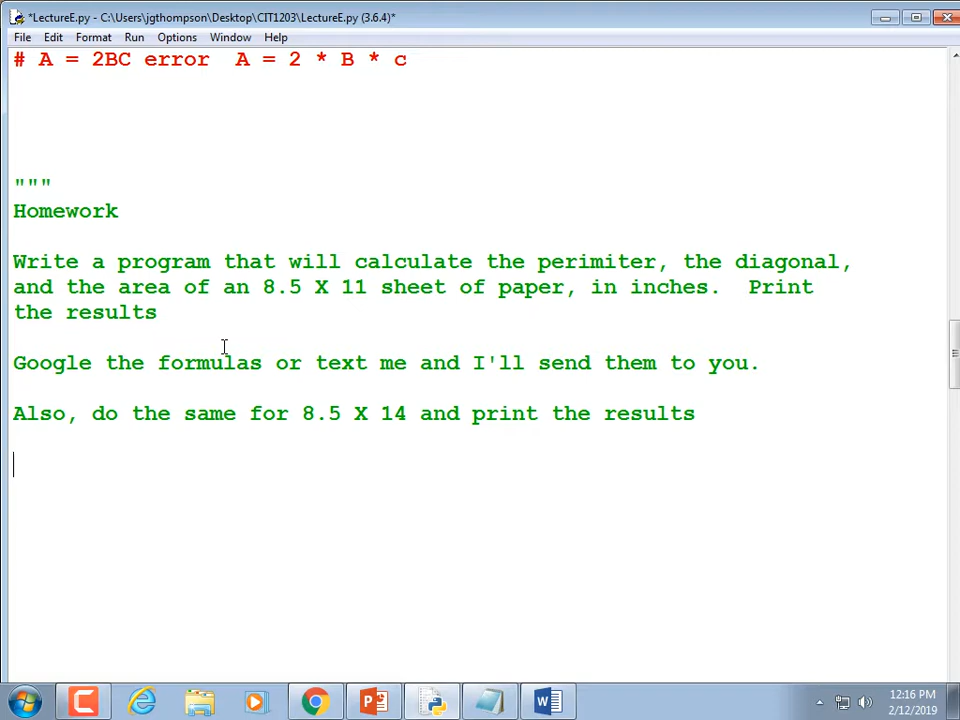 *LectureE.py - C:\Users\jgthompson\Desktop\CIT1203\LectureE.py (3.6.4)*
File Edit Format Run Options Window Help
# A = 2BC error  A = 2 * B * c
"""
Homework
Write a program that will calculate the perimiter, the diagonal,
and the area of an 8.5 X 11 sheet of paper, in inches.  Print
the results
Google the formulas or text me and I'll send them to you.
Also, do the same for 8.5 X 14 and print the results
12:16 PM
2/12/2019